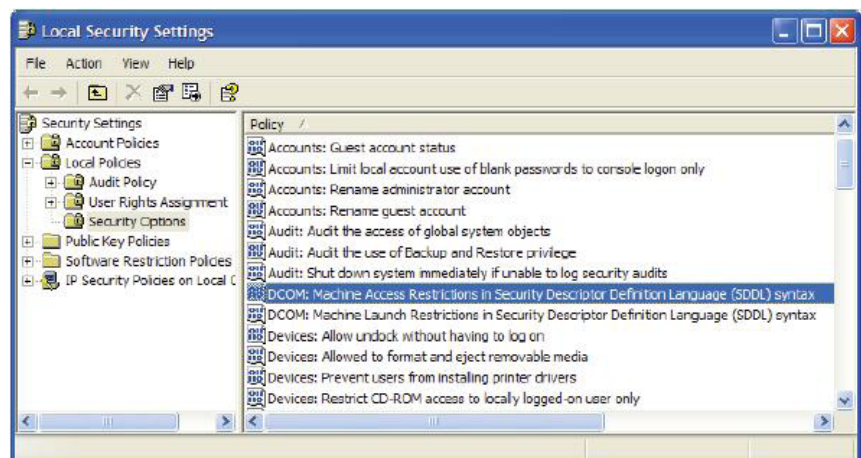 Local Security Settings
File Action View Help
Security Settings
Account Policies
Local Policies
Audit Policy
User Rights Assignment
Security Options
Public Key Policies
Software Restriction Policies
IP Security Policies on Local C
Policy
Accounts: Guest account status
Accounts: Limit local account use of blank passwords to console logon only
Accounts: Rename administrator account
Accounts: Rename guest account
Audit: Audit the access of global system objects
Audit: Audit the use of Backup and Restore privilege
Audit: Shut down system immediately if unable to log security audits
DCOM: Machine Access Restrictions in Security Descriptor Definition Language (SDDL) syntax
DCOM: Machine Launch Restrictions in Security Descriptor Definition Language (SDDL) syntax
Devices: Allow undock without having to log on
Devices: Allowed to format and eject removable media
Devices: Prevent users from installing printer drivers
Devices: Restrict CD-ROM access to locally logged-on user only